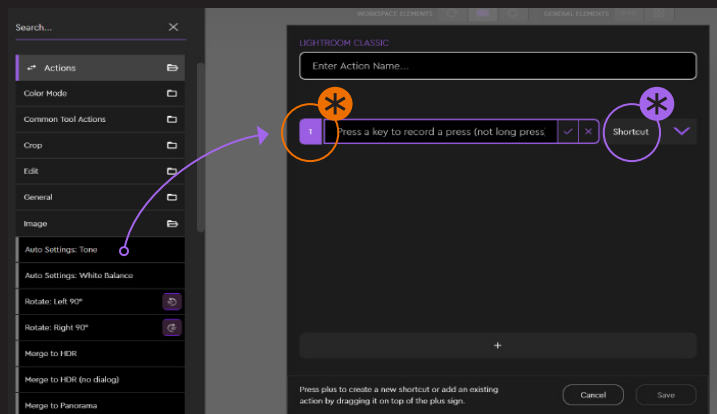 WORKSPACE ELEMENTS
GENERAL ELEMENTS
Search...
Actions
Color Mode
Common Tool Actions
Crop
Edit
General
Image
Auto Settings: Tone
Auto Settings: White Balance
Rotate: Left 90°
Rotate: Right 90°
Merge to HDR
Merge to HDR (no dialog)
Merge to Panorama
LIGHTROOM CLASSIC
Enter Action Name...
1
Press a key to record a press (not long press
Shortcut
+
Press plus to create a new shortcut or add an existing
action by dragging it on top of the plus sign.
Cancel
Save